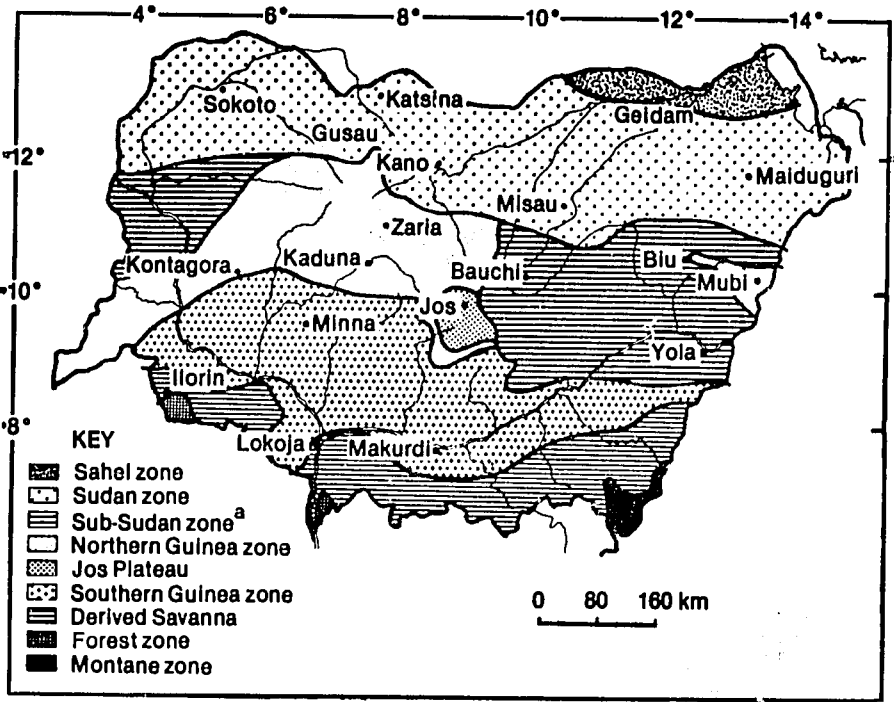 4° 6° 8° 10° 12° 14°
Sokoto
Katsina
Geidam
Gusau
12°
Kano
Maiduguri
Misau
Zaria
Kaduna
Biu
Kontagora
Bauchi
Mubi
10°
Jos
Minna
Yola
Ilorin
8°
Lokoja
Makurdi
KEY
Sahel zone
Sudan zone
Sub-Sudan zone a
Northern Guinea zone
Jos Plateau
Southern Guinea zone
Derived Savanna
Forest zone
Montane zone
0 80 160 km